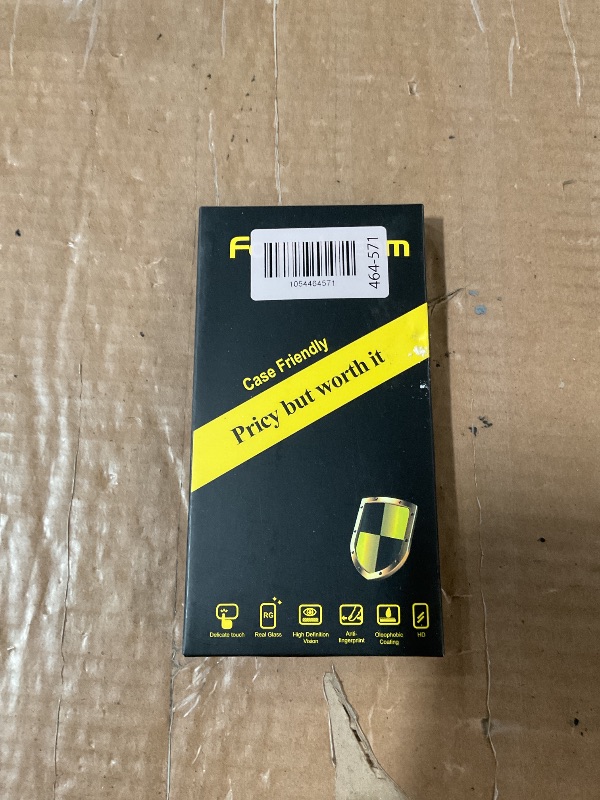 1054464571
464-571
Case Friendly
Pricy but worth it
RG
Delicate touch
Real Glass
High Definition
Vision
Anti-
fingerprint
Oleophobic
Coating
HD